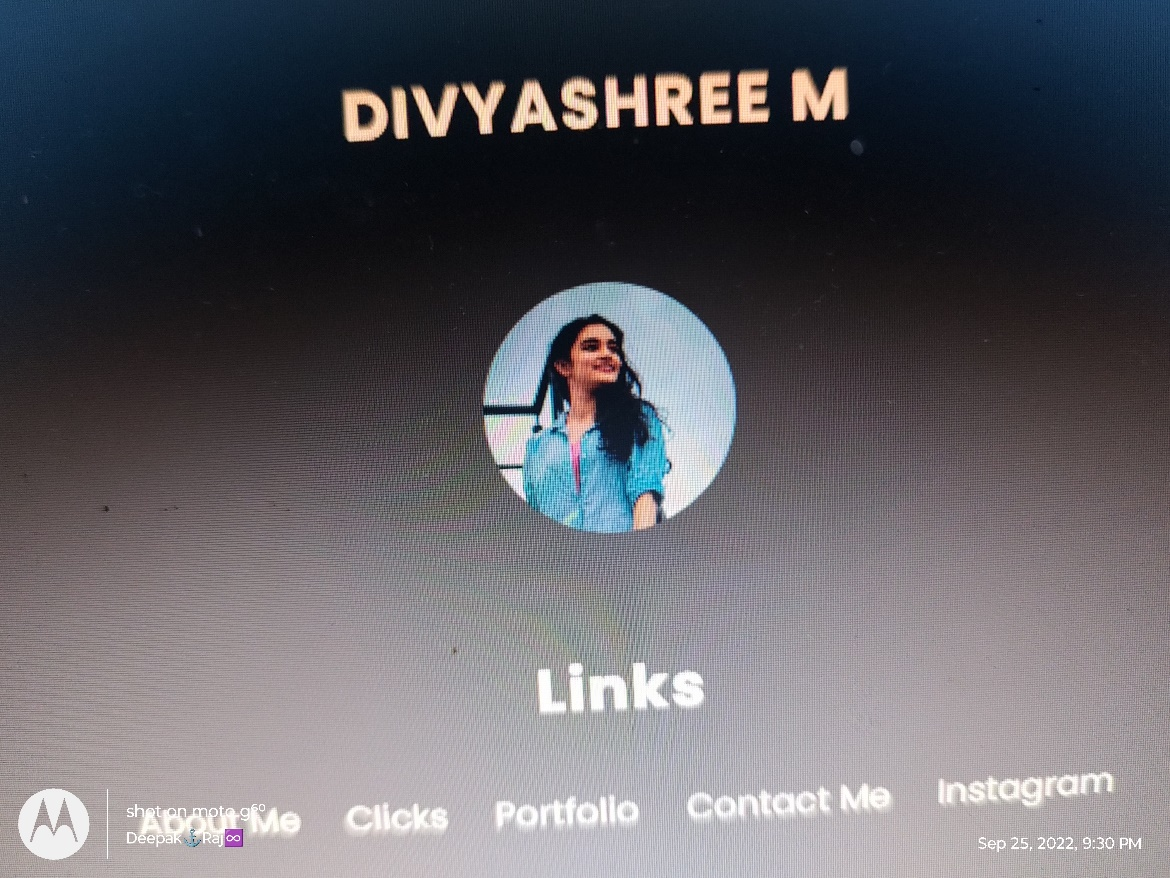 DIVYASHREE M
Links
About Me Clicks Portfolio Contact Me Instagram
shot on moto g⁶⁰
Deepak⚓Raj♾️
Sep 25, 2022, 9:30 PM